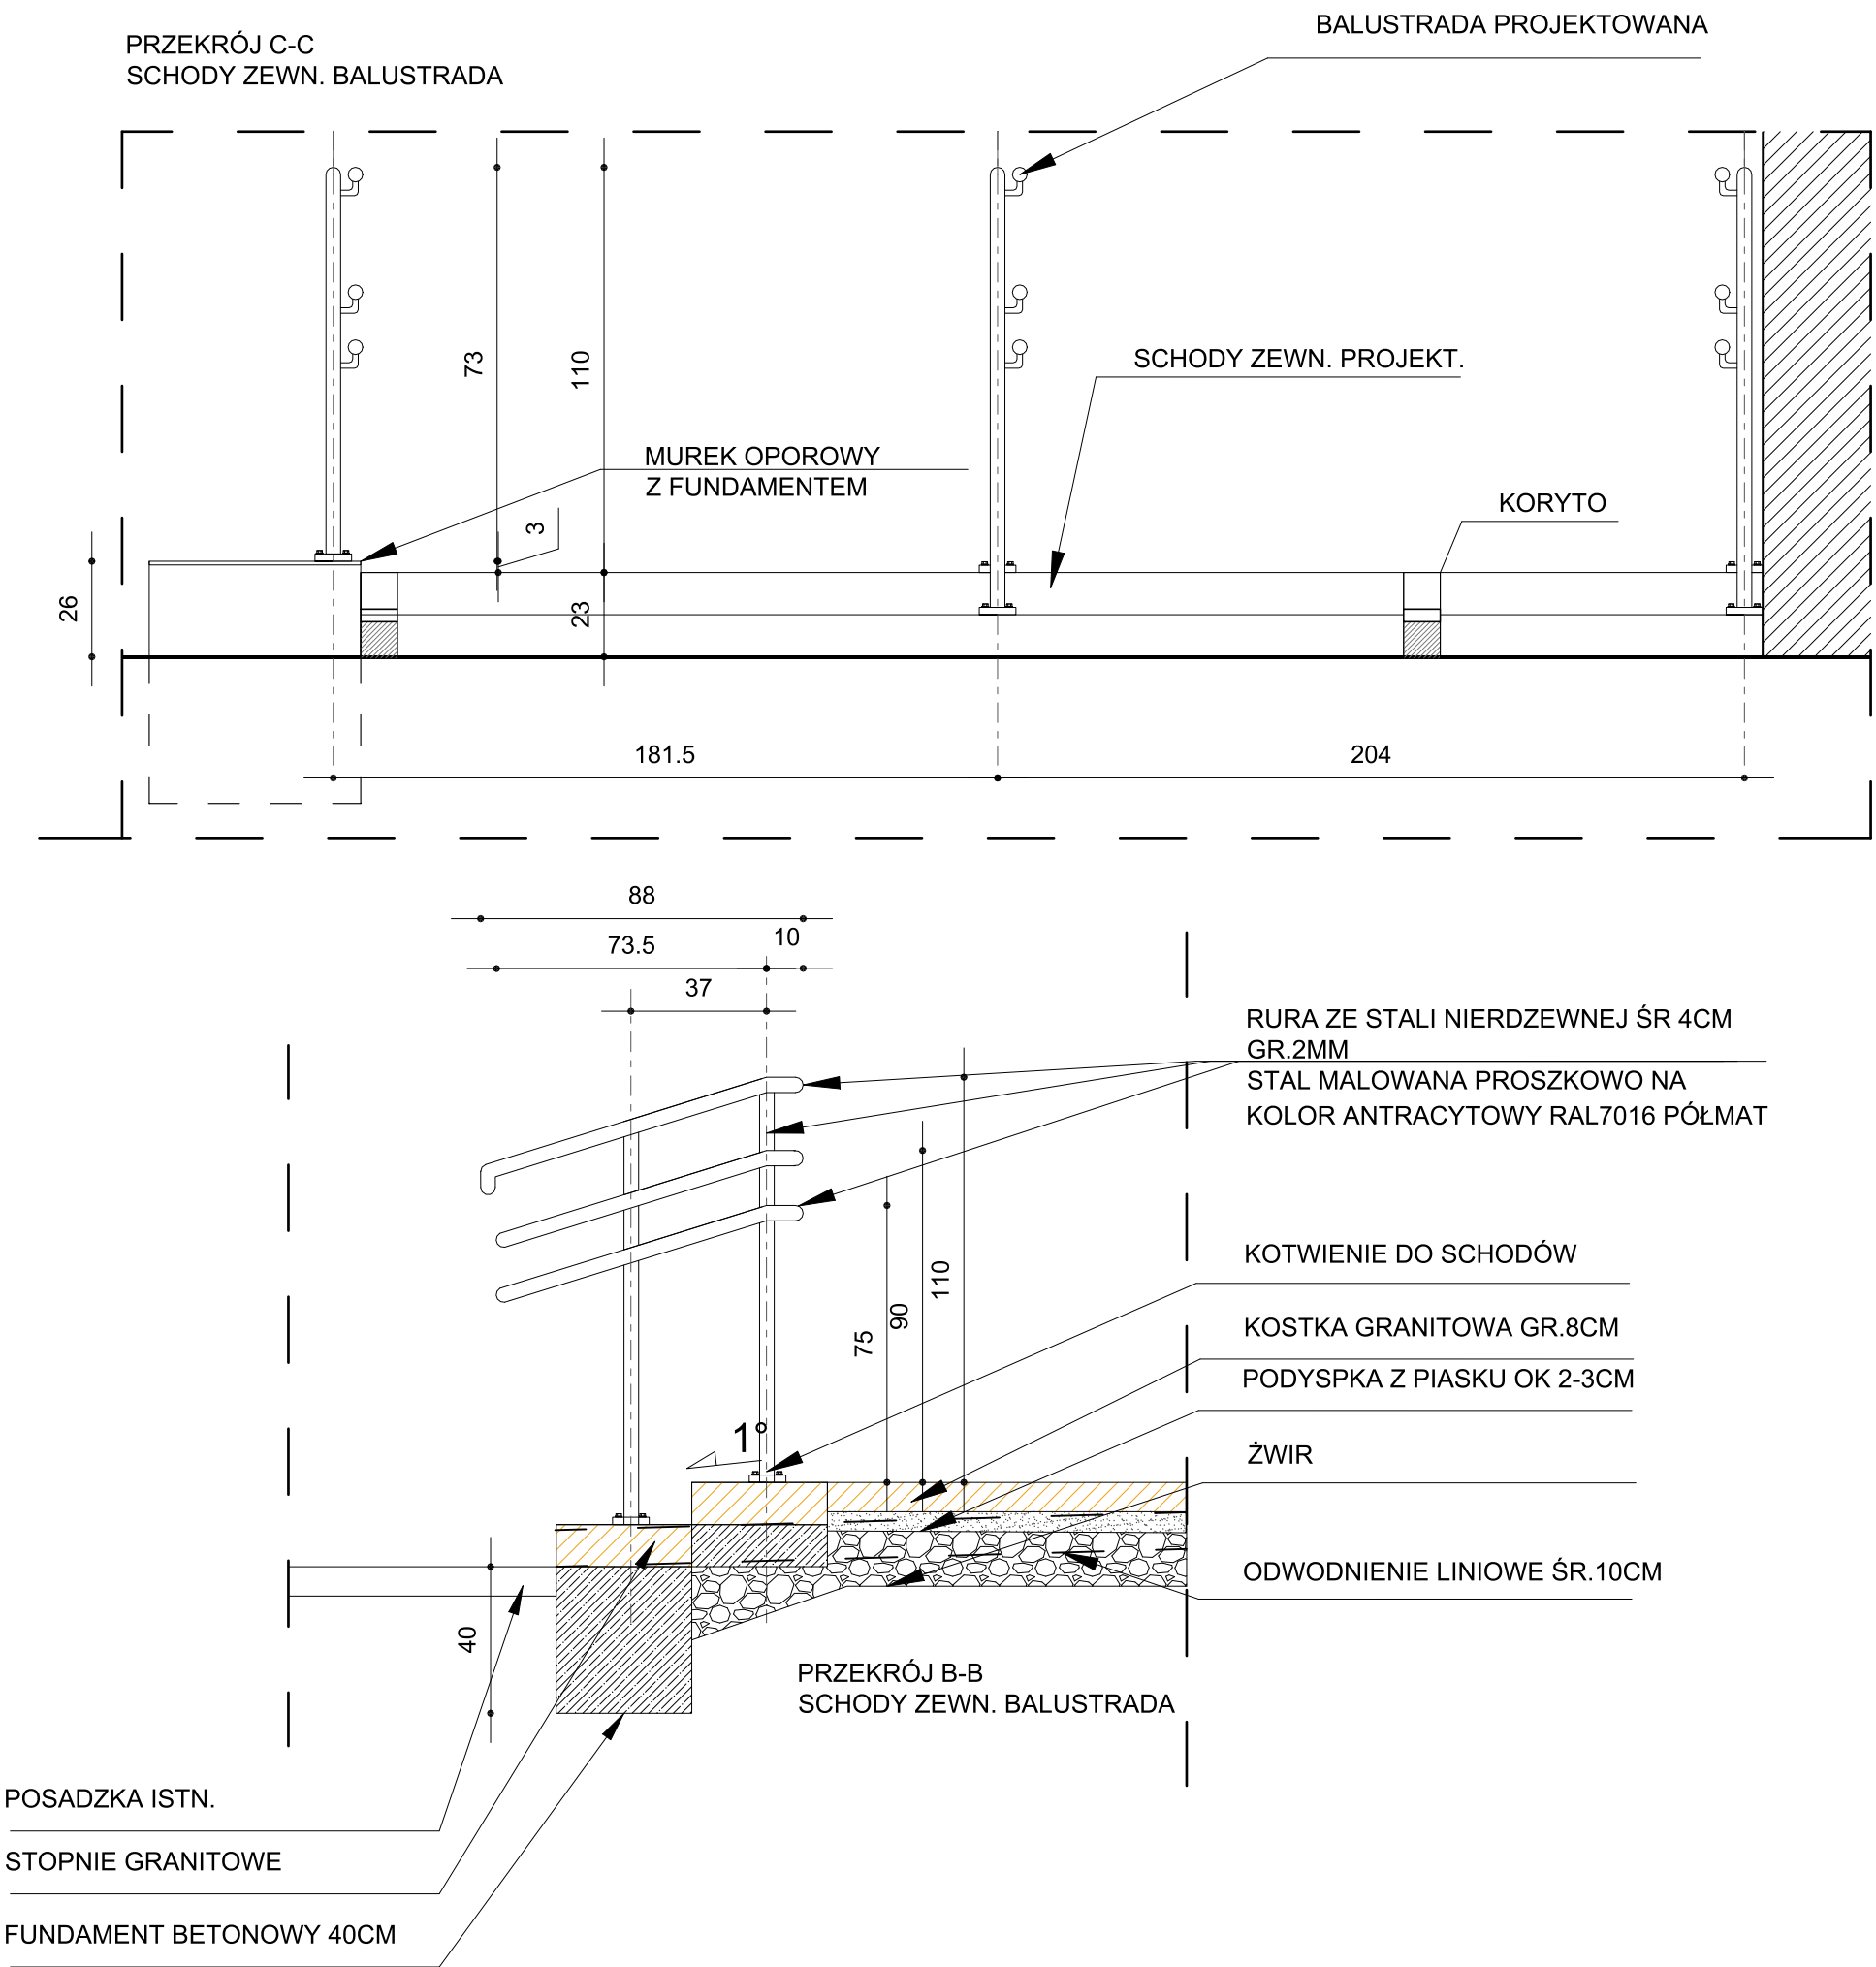 BALUSTRADA PROJEKTOWANA
PRZEKRÓJ C-C
SCHODY ZEWN. BALUSTRADA
73
110
SCHODY ZEWN. PROJEKT.
MUREK OPOROWY
Z FUNDAMENTEM
KORYTO
3
26
23
181.5
204
88
73.5
10
37
RURA ZE STALI NIERDZEWNEJ ŚR 4CM
GR.2MM
STAL MALOWANA PROSZKOWO NA
KOLOR ANTRACYTOWY RAL7016 PÓŁMAT
KOTWIENIE DO SCHODÓW
110
90
75
KOSTKA GRANITOWA GR.8CM
PODYSPKA Z PIASKU OK 2-3CM
1°
ŻWIR
ODWODNIENIE LINIOWE ŚR.10CM
40
PRZEKRÓJ B-B
SCHODY ZEWN. BALUSTRADA
POSADZKA ISTN.
STOPNIE GRANITOWE
FUNDAMENT BETONOWY 40CM